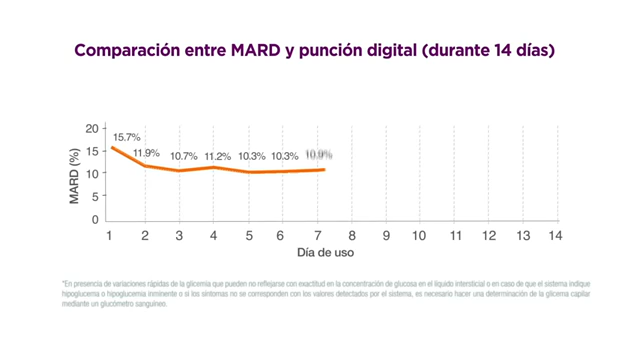 Comparación entre MARD y punción digital (durante 14 días)
20
15
10
5
0
MARD (%)
15.7%
11.9%
10.7%
11.2%
10.3%
10.3%
10.9%
1 2 3 4 5 6 7 8 9 10 11 12 13 14
Día de uso
*En presencia de variaciones rápidas de la glicemia que pueden no reflejarse con exactitud en la concentración de glucosa en el líquido intersticial o en caso de que el sistema indique
hipoglucemia o hipoglucemia inminente o si los síntomas no se corresponden con los valores detectados por el sistema, es necesario hacer una determinación de la glicemia capilar
mediante un glucómetro sanguíneo.